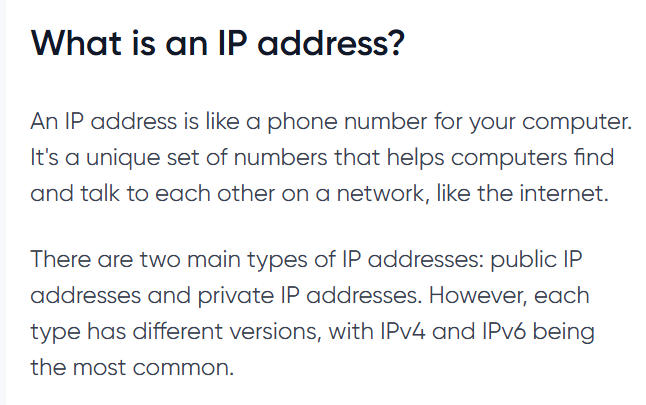 What is an IP address?
An IP address is like a phone number for your computer.
It's a unique set of numbers that helps computers find
and talk to each other on a network, like the internet.
There are two main types of IP addresses: public IP
addresses and private IP addresses. However, each
type has different versions, with IPv4 and IPv6 being
the most common.